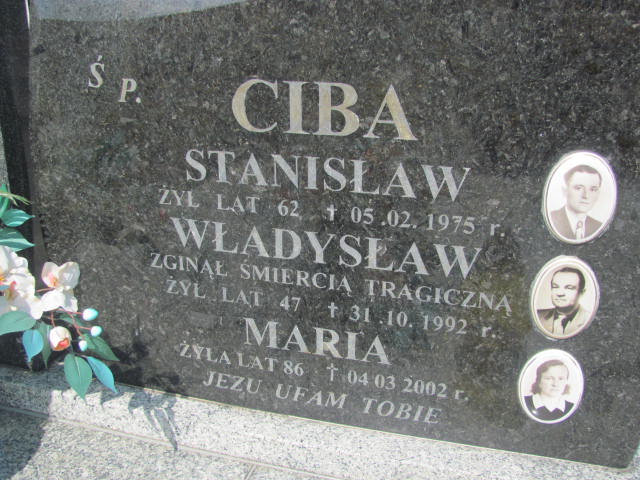 Ś P.
CIBA
STANISŁAW
ŻYŁ LAT 62 † 05.02.1975 r.
WŁADYSŁAW
ZGINĄŁ ŚMIERCIĄ TRAGICZNĄ
ŻYŁ LAT 47 † 31.10.1992 r.
MARIA
ŻYŁA LAT 86 † 04 03 2002 r.
JEZU UFAM TOBIE